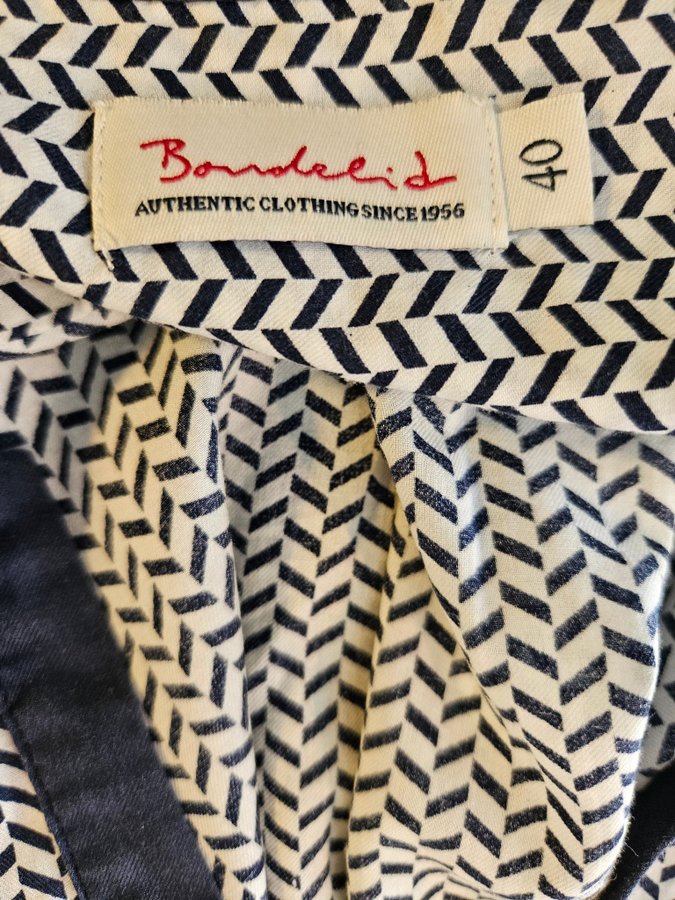 Bondelid
AUTHENTIC CLOTHING SINCE 1956
40